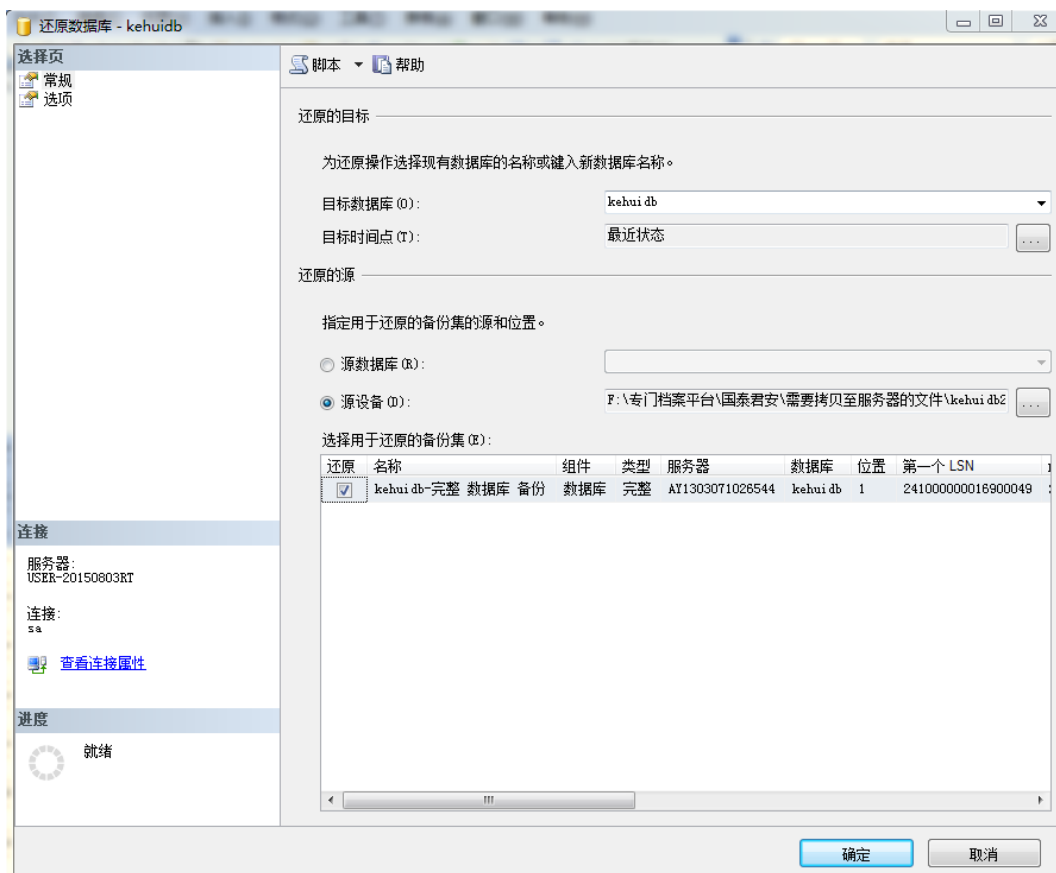 还原数据库 - kehuidb
选择页
常规
选项
脚本 帮助
还原的目标
为还原操作选择现有数据库的名称或键入新数据库名称。
目标数据库(O): kehuidb
目标时间点(T): 最近状态 ...
还原的源
指定用于还原的备份集的源和位置。
源数据库(R):
源设备(D): F:\专门档案平台\国泰君安\需要拷贝至服务器的文件\kehuidb2 ...
选择用于还原的备份集(E):
还原 名称 组件 类型 服务器 数据库 位置 第一个 LSN
kehuidb-完整 数据库 备份 数据库 完整 AY1303071026544 kehuidb 1 241000000016900049
连接
服务器:
USER-20150803RT
连接:
sa
查看连接属性
进度
就绪
确定 取消